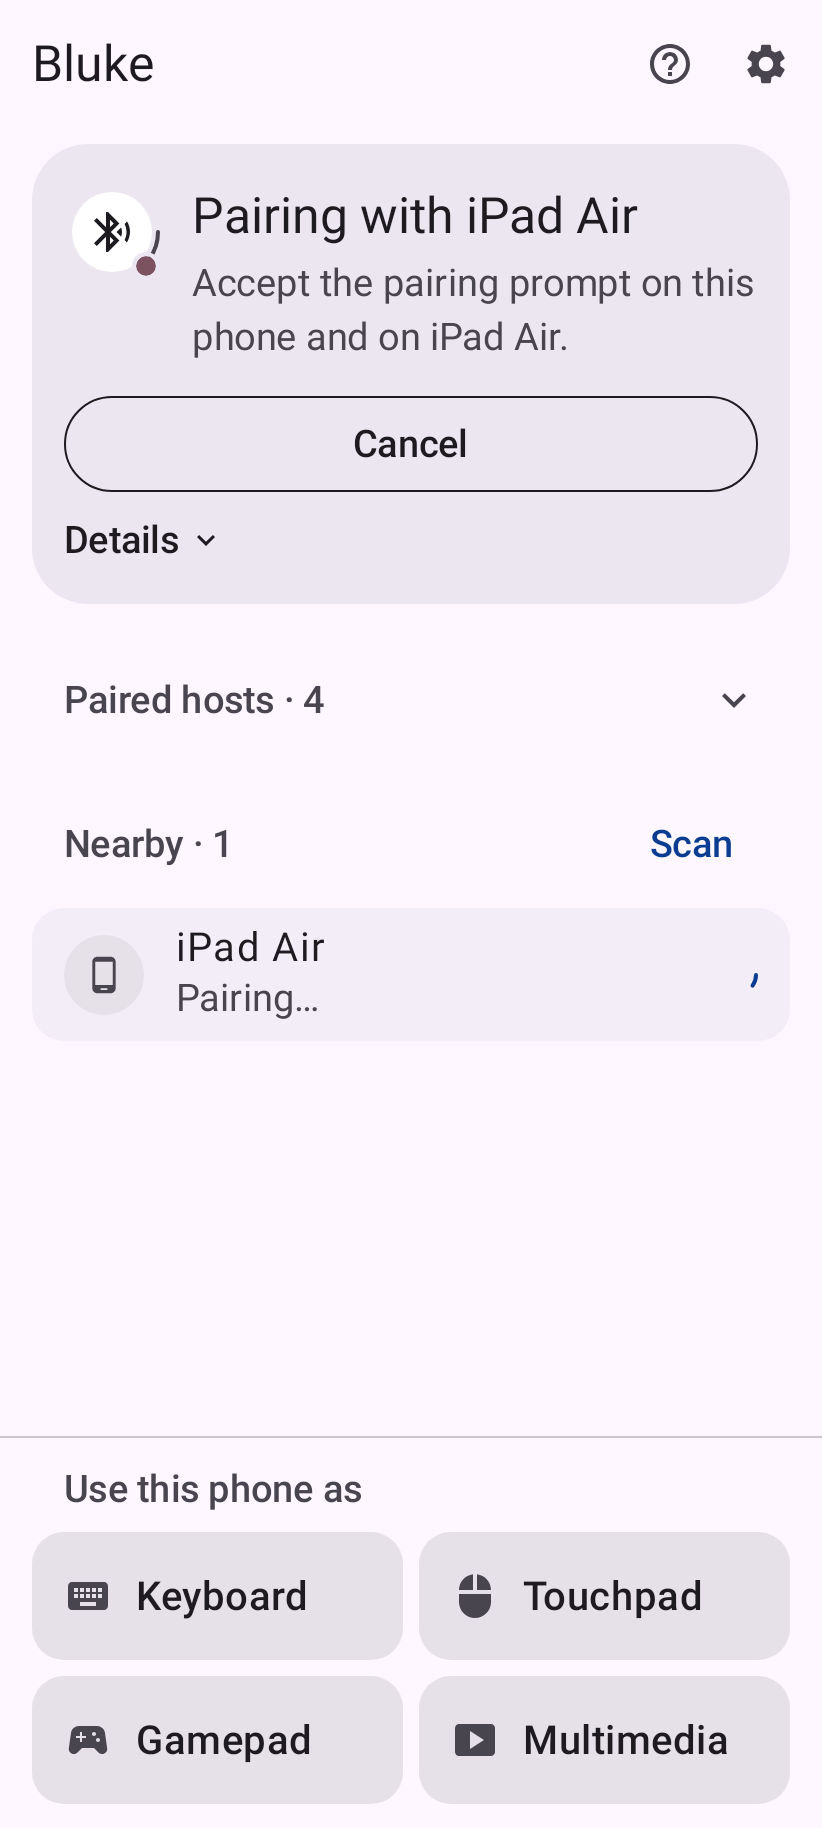 Bluke
Pairing with iPad Air
Accept the pairing prompt on this
phone and on iPad Air.
Cancel
Details
Paired hosts · 4
Nearby · 1
Scan
iPad Air
Pairing…
Use this phone as
Keyboard
Touchpad
Gamepad
Multimedia